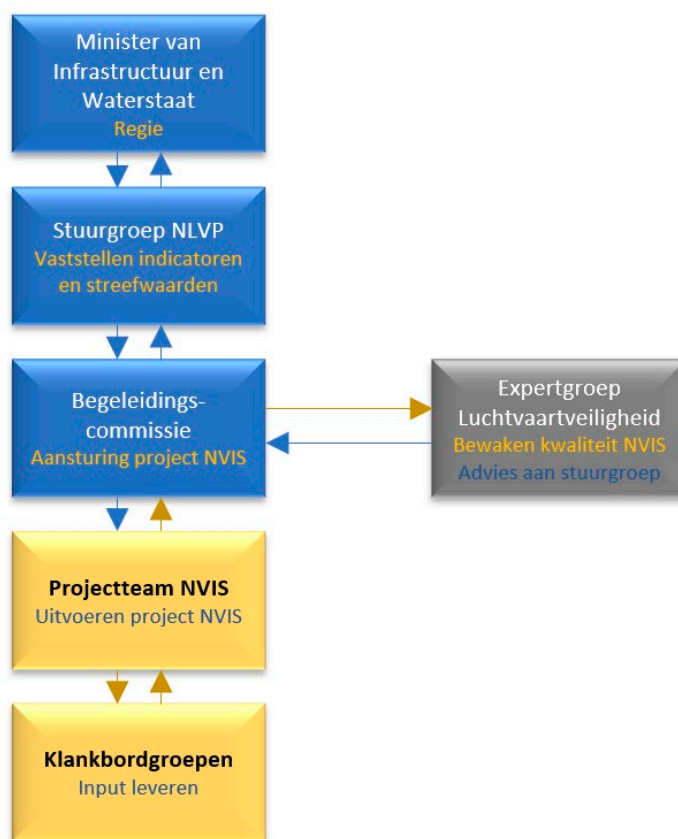 Minister van
Infrastructuur en
Waterstaat
Regie
Stuurgroep NLVP
Vaststellen indicatoren
en streefwaarden
Begeleidings-
commissie
Aansturing project NVIS
Expertgroep
Luchtvaartveiligheid
Bewaken kwaliteit NVIS
Advies aan stuurgroep
Projectteam NVIS
Uitvoeren project NVIS
Klankbordgroepen
Input leveren